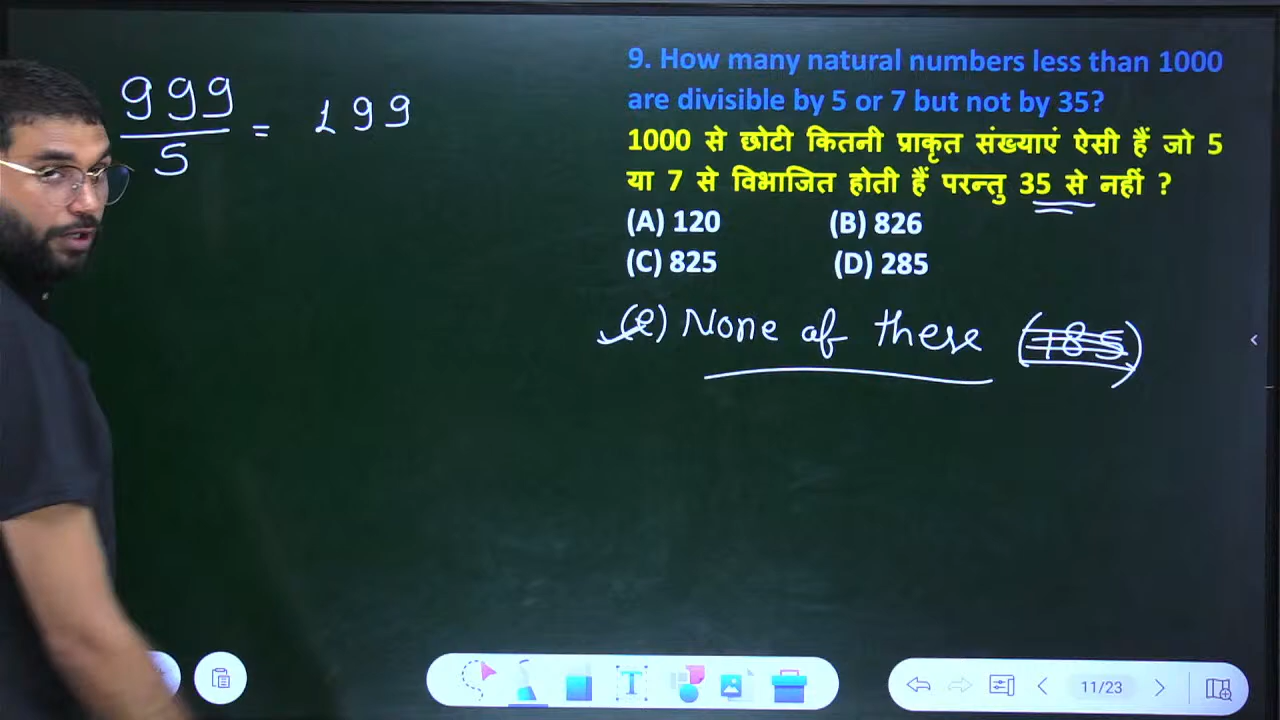 999
5
= 199
9. How many natural numbers less than 1000
are divisible by 5 or 7 but not by 35?
1000 से छोटी कितनी प्राकृत संख्याएं ऐसी हैं जो 5
या 7 से विभाजित होती हैं परन्तु 35 से नहीं ?
(A) 120 (B) 826
(C) 825 (D) 285
(e) None of these
11/23